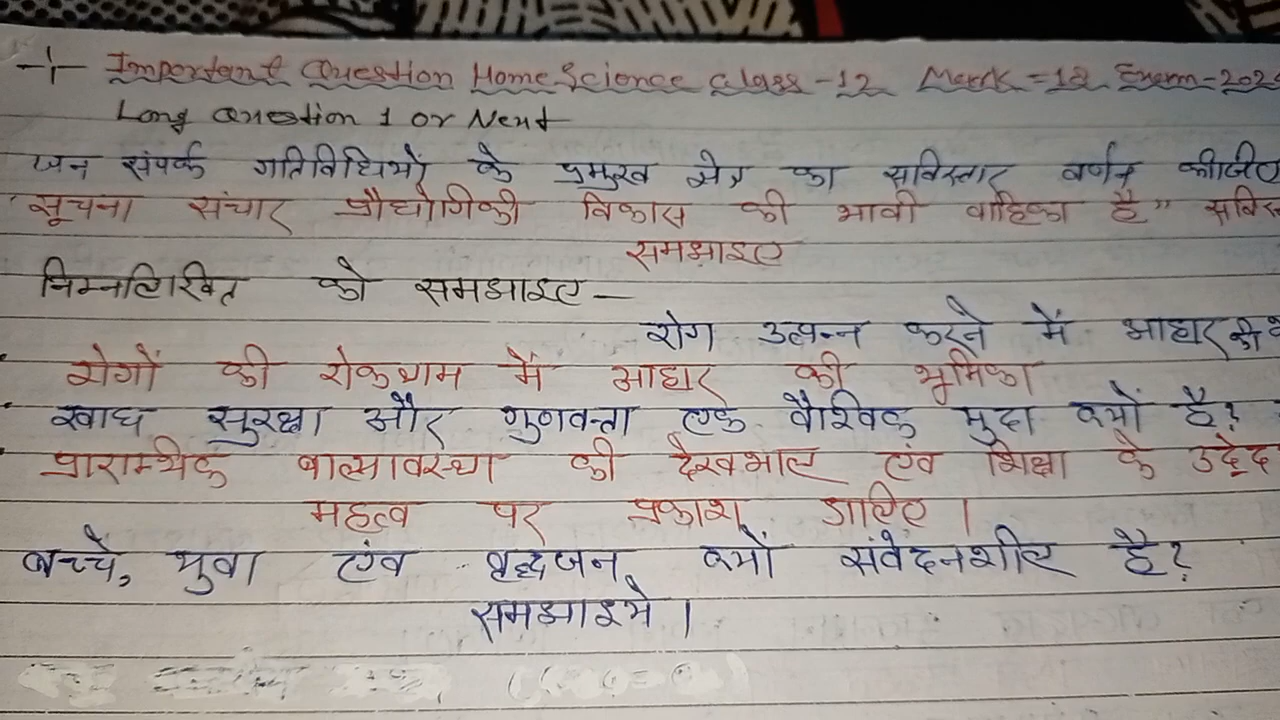 Important Question Home Science Class -12 Mark = 12 Exam-202
Long Question 1 or Next
जन संपर्क गतिविधियों के प्रमुख क्षेत्र का सविस्तार वर्णन कीजिए
सूचना संचार प्रौद्योगिकी विकास की भावी वाहिका है" सविस
समझाइए
निम्नलिखित को समझाइए -
रोग उत्पन्न करने में आहार की
रोगों की रोकथाम में आहार की भूमिका
खाद्य सुरक्षा और गुणवत्ता एक वैश्विक मुद्दा क्यों है?
प्रारम्भिक बाल्यावस्था की देखभाल एंव शिक्षा के उद्देद
महत्व पर प्रकाश डालिए।
बच्चे, युवा एंव वृद्धजन क्यों संवेदनशील है?
समझाइये।